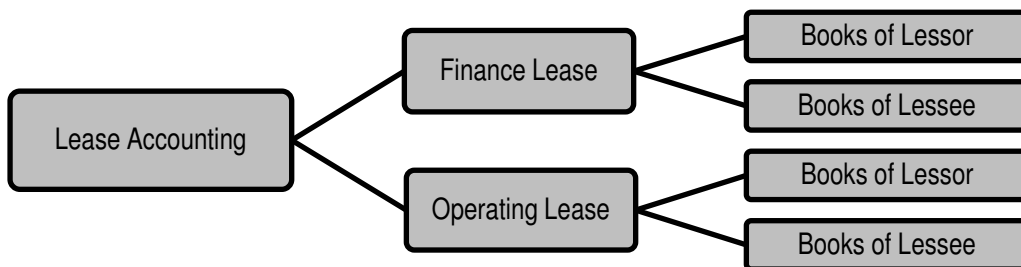 Lease Accounting
Finance Lease
Books of Lessor
Books of Lessee
Operating Lease
Books of Lessor
Books of Lessee